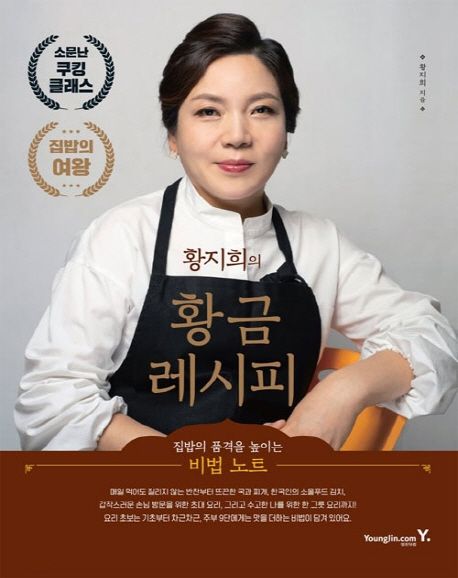 소문난
쿠킹
클래스
집밥의
여왕
황지희 지음
황지희의
황금
레시피
집밥의 품격을 높이는
비법 노트
매일 먹어도 질리지 않는 반찬부터 뜨끈한 국과 찌개, 한국인의 소울푸드 김치,
갑작스러운 손님 방문을 위한 초대 요리, 그리고 수고한 나를 위한 한 그릇 요리까지!
요리 초보는 기초부터 차근차근, 주부 9단에게는 맛을 더하는 비법이 담겨 있어요.
Youngjin.com Y.
영진닷컴